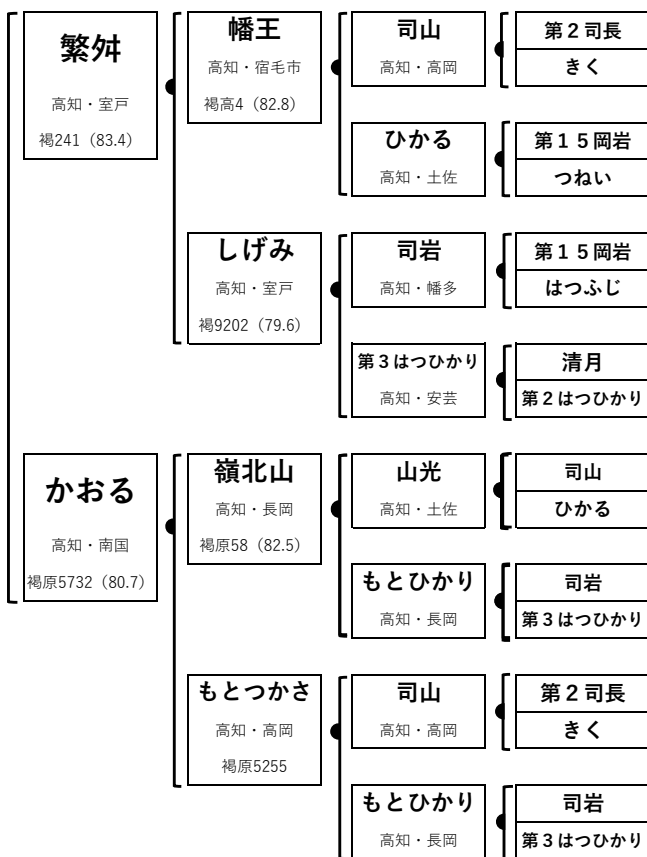 繁舛
高知・室戸
褐241（83.4）
幡王
高知・宿毛市
褐高4（82.8）
司山
高知・高岡
第２司長
きく
ひかる
高知・土佐
第１５岡岩
つねい
しげみ
高知・室戸
褐9202（79.6）
司岩
高知・幡多
第１５岡岩
はつふじ
第３はつひかり
高知・安芸
清月
第２はつひかり
かおる
高知・南国
褐原5732（80.7）
嶺北山
高知・長岡
褐原58（82.5）
山光
高知・土佐
司山
ひかる
もとひかり
高知・長岡
司岩
第３はつひかり
もとつかさ
高知・高岡
褐原5255
司山
高知・高岡
第２司長
きく
もとひかり
高知・長岡
司岩
第３はつひかり